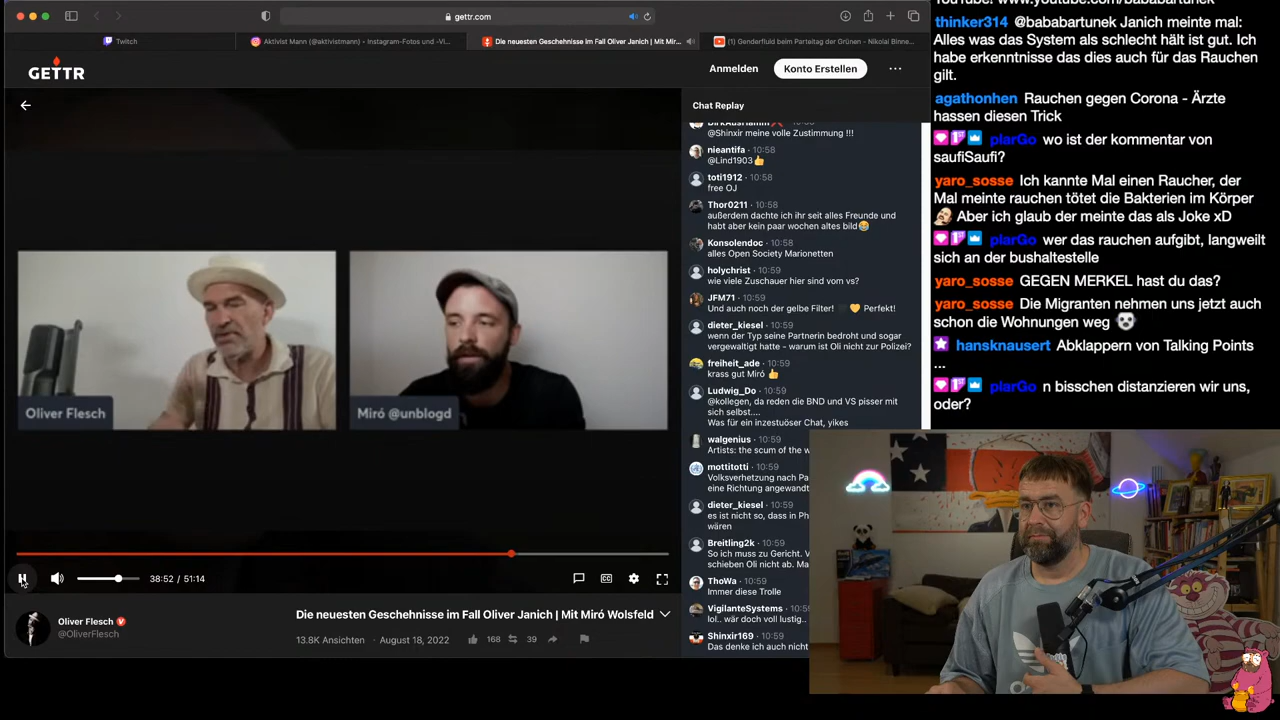 gettr.com
Twitch
Aktivist Mann (@aktivistmann) - Instagram-Fotos und -Vi...
Die neuesten Geschehnisse im Fall Oliver Janich | Mit Mir...
(1) Genderfluid beim Parteitag der Grünen - Nikolai Binne...
GETTR
Anmelden
Konto Erstellen
Chat Replay
@Shinxir meine volle Zustimmung !!!
nieantifa · 10:58
@Lind1903👍
toti1912 · 10:58
free OJ
Thor0211 · 10:58
außerdem dachte ich ihr seit alles Freunde und
habt aber kein paar wochen altes bild😂
Konsolendoc · 10:58
alles Open Society Marionetten
holychrist · 10:59
wie viele Zuschauer hier sind vom vs?
JFM71 · 10:59
Und auch noch der gelbe Filter! 🖤💛 Perfekt!
dieter_kiesel · 10:59
wenn der Typ seine Partnerin bedroht und sogar
vergewaltigt hatte - warum ist Oli nicht zur Polizei?
freiheit_ade · 10:59
krass gut Miró 👍
Ludwig_Do · 10:59
@kollegen, da reden die BND und VS pisser mit
sich selbst....
Was für ein inzestuöser Chat, yikes
walgenius · 10:59
Artists: the scum of the w
mottitotti · 10:59
Volksverhetzung nach Pa
eine Richtung angewandt
dieter_kiesel · 10:59
es ist nicht so, dass in Ph
wären
Breitling2k · 10:59
So ich muss zu Gericht. V
schieben Oli nicht ab. Ma
ThoWa · 10:59
Immer diese Trolle
VigilanteSystems · 10:59
lol.. wär doch voll lustig..
Shinxir169 · 10:59
Das denke ich auch nicht
Oliver Flesch
Miró @unblogd
38:52 / 51:14
CC
Oliver Flesch
@OliverFlesch
Die neuesten Geschehnisse im Fall Oliver Janich | Mit Miró Wolsfeld
13.8K Ansichten · August 18, 2022
168
39
YouTube! www.youtube.com/bababartunek
thinker314 @bababartunek Janich meinte mal:
Alles was das System als schlecht hält ist gut. Ich
habe erkenntnisse das dies auch für das Rauchen
gilt.
agathonhen Rauchen gegen Corona - Ärzte
hassen diesen Trick
plarGo wo ist der kommentar von
saufiSaufi?
yaro_sosse Ich kannte Mal einen Raucher, der
Mal meinte rauchen tötet die Bakterien im Körper
Aber ich glaub der meinte das als Joke xD
plarGo wer das rauchen aufgibt, langweilt
sich an der bushaltestelle
yaro_sosse GEGEN MERKEL hast du das?
yaro_sosse Die Migranten nehmen uns jetzt auch
schon die Wohnungen weg
hansknausert Abklappern von Talking Points
...
plarGo n bisschen distanzieren wir uns,
oder?